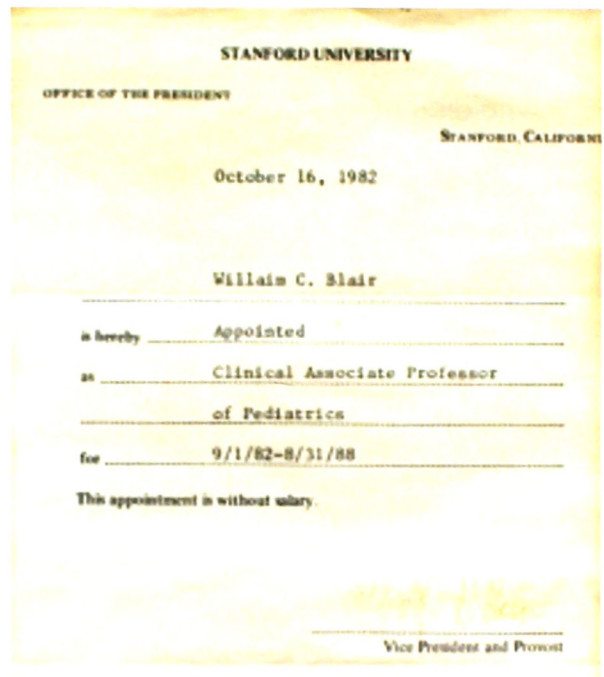 STANFORD UNIVERSITY
OFFICE OF THE PRESIDENT
STANFORD, CALIFORNI
October 16, 1982
Willaim C. Blair
is hereby Appointed
as Clinical Associate Professor
of Pediatrics
for 9/1/82-8/31/88
This appointment is without salary.
Vice President and Provost